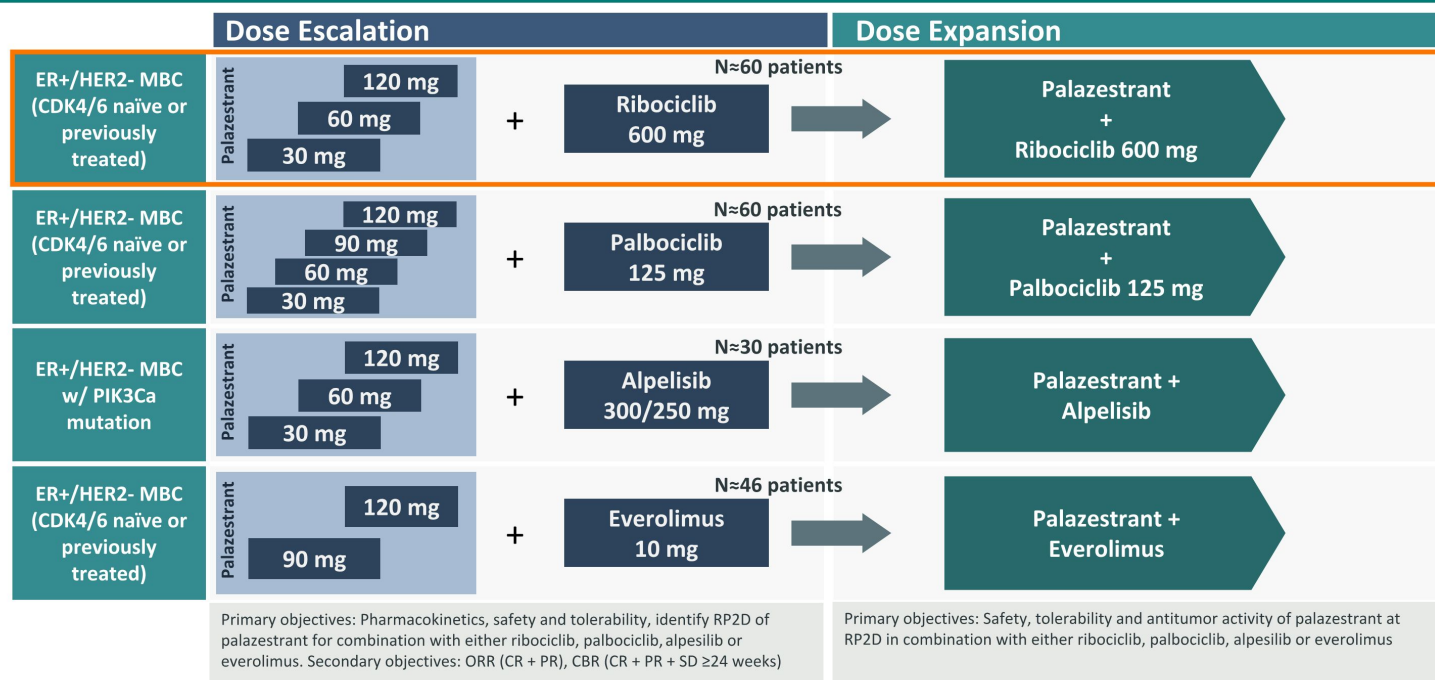 Dose Escalation
Dose Expansion
ER+/HER2- MBC
(CDK4/6 naïve or
previously
treated)
Palazestrant
120 mg
60 mg
30 mg
+
Ribociclib
600 mg
N≈60 patients
Palazestrant
+
Ribociclib 600 mg
ER+/HER2- MBC
(CDK4/6 naïve or
previously
treated)
Palazestrant
120 mg
90 mg
60 mg
30 mg
+
Palbociclib
125 mg
N≈60 patients
Palazestrant
+
Palbociclib 125 mg
ER+/HER2- MBC
w/ PIK3Ca
mutation
Palazestrant
120 mg
60 mg
30 mg
+
Alpelisib
300/250 mg
N≈30 patients
Palazestrant +
Alpelisib
ER+/HER2- MBC
(CDK4/6 naïve or
previously
treated)
Palazestrant
120 mg
90 mg
+
Everolimus
10 mg
N≈46 patients
Palazestrant +
Everolimus
Primary objectives: Pharmacokinetics, safety and tolerability, identify RP2D of
palazestrant for combination with either ribociclib, palbociclib, alpesilib or
everolimus. Secondary objectives: ORR (CR + PR), CBR (CR + PR + SD ≥24 weeks)
Primary objectives: Safety, tolerability and antitumor activity of palazestrant at
RP2D in combination with either ribociclib, palbociclib, alpesilib or everolimus